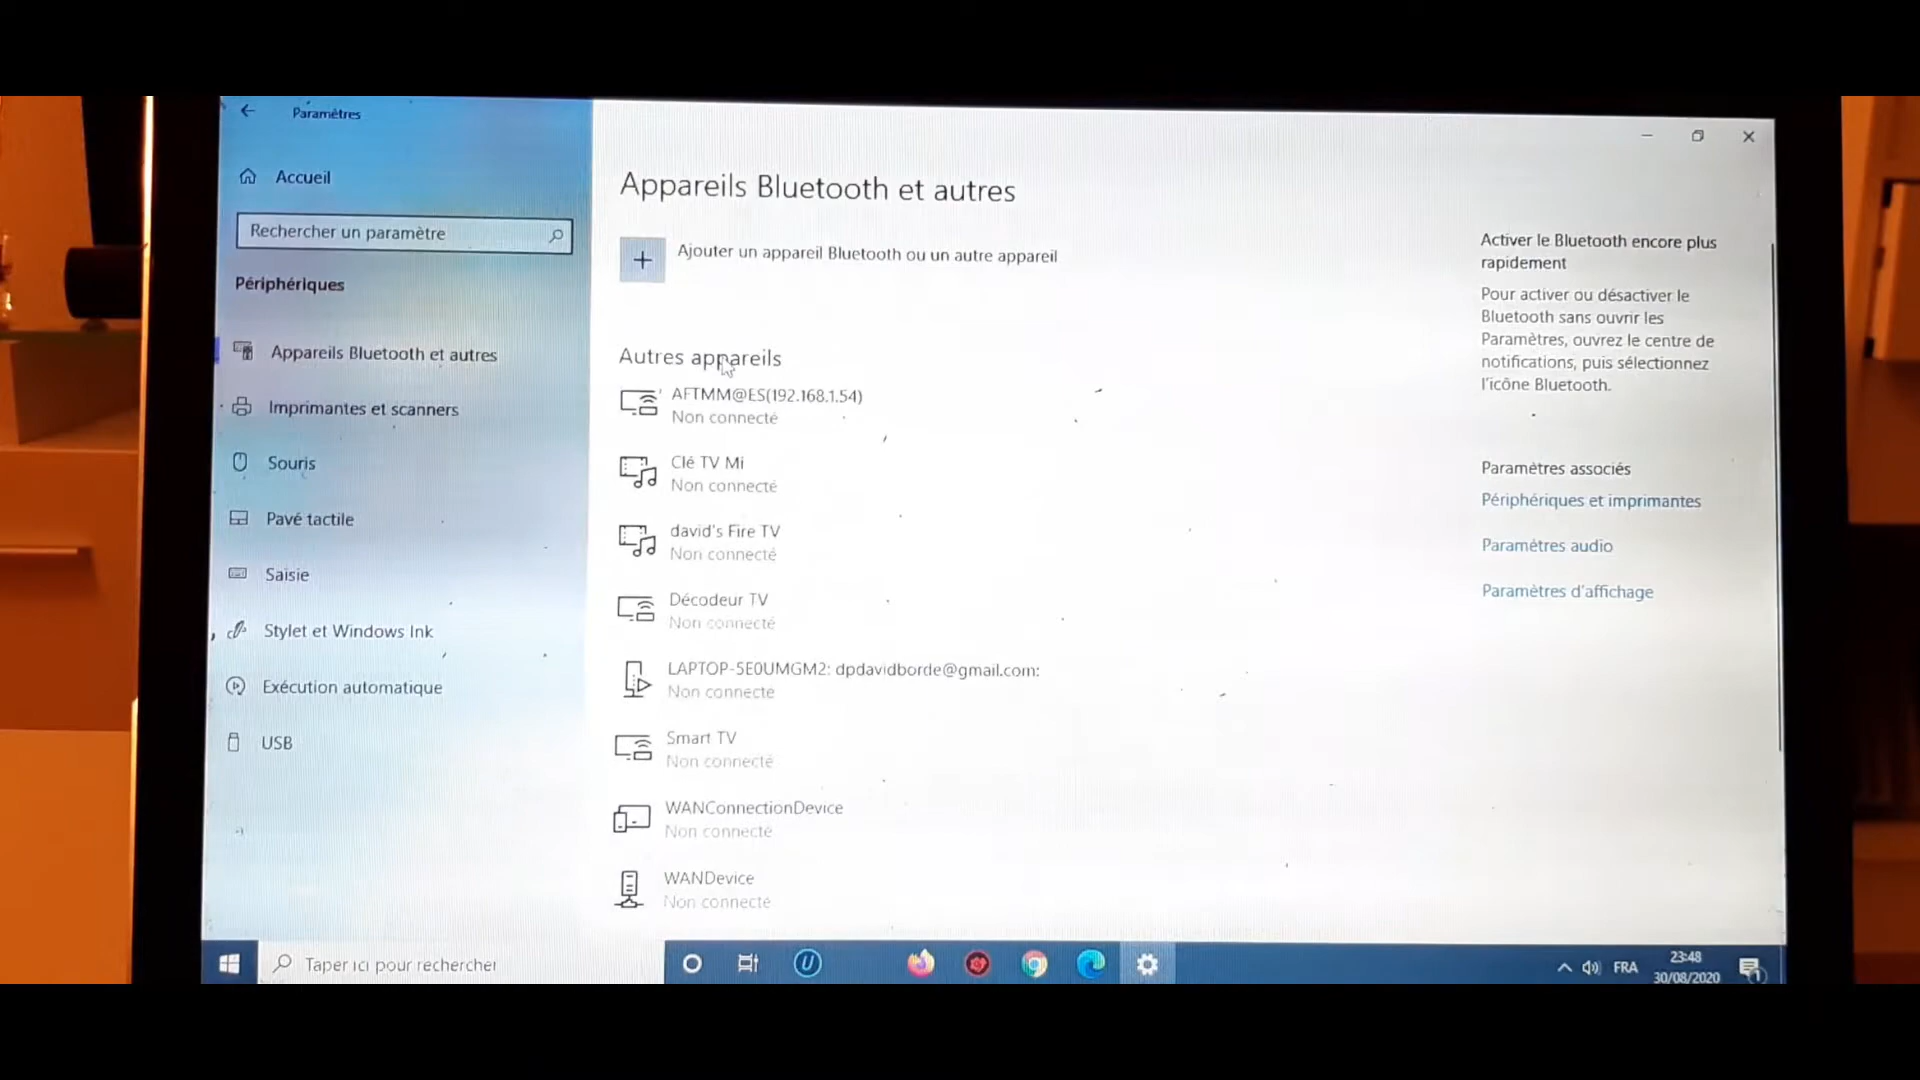 Paramètres
Accueil
Rechercher un paramètre
Périphériques
Appareils Bluetooth et autres
Imprimantes et scanners
Souris
Pavé tactile
Saisie
Stylet et Windows Ink
Exécution automatique
USB
Appareils Bluetooth et autres
Ajouter un appareil Bluetooth ou un autre appareil
Autres appareils
AFTMM@ES(192.168.1.54)
Non connecté
Clé TV Mi
Non connecté
david's Fire TV
Non connecté
Décodeur TV
Non connecté
LAPTOP-5E0UMGM2: dpdavidborde@gmail.com:
Non connecté
Smart TV
Non connecté
WANConnectionDevice
Non connecté
WANDevice
Non connecté
Activer le Bluetooth encore plus
rapidement
Pour activer ou désactiver le
Bluetooth sans ouvrir les
Paramètres, ouvrez le centre de
notifications, puis sélectionnez
l'icône Bluetooth.
Paramètres associés
Périphériques et imprimantes
Paramètres audio
Paramètres d'affichage
Taper ici pour rechercher
U
FRA
23:48
30/08/2020
1